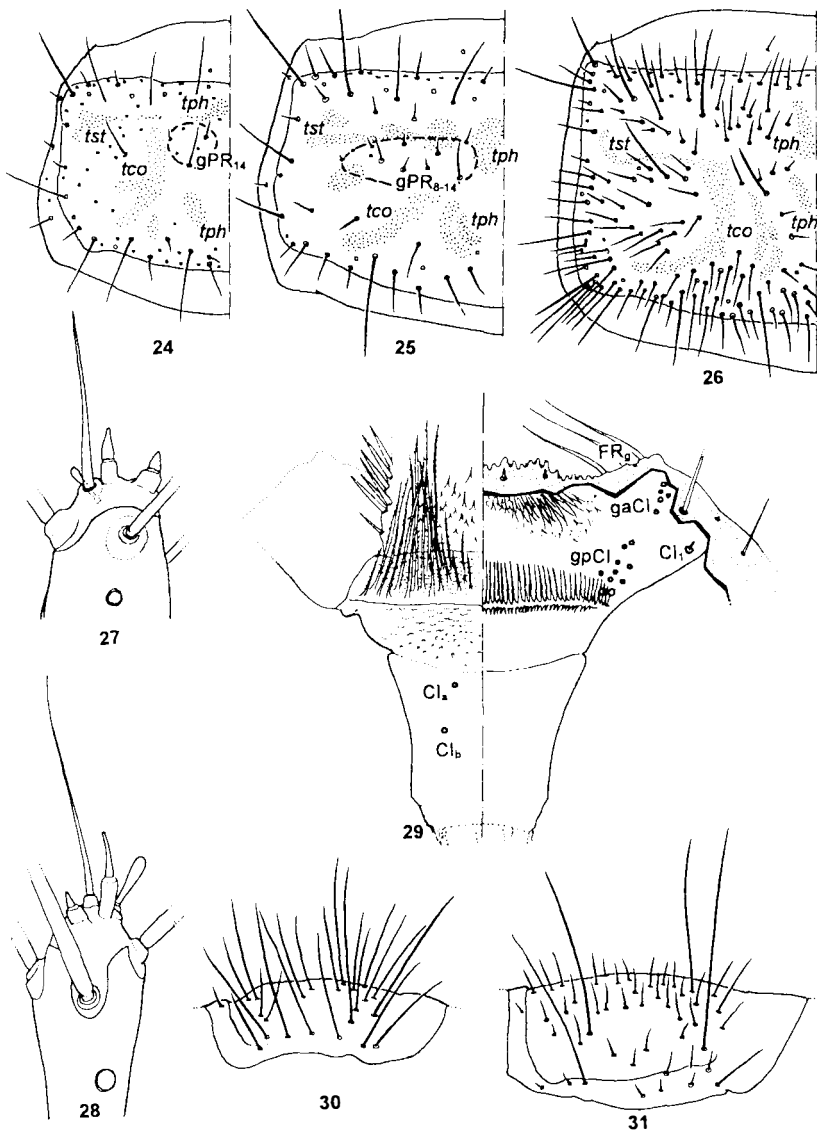 tph
tst
tco
gPR14
tph
24
tst
tph
gPR8-14
tco
25
tst
tph
tco
tph
26
27
FRg
gaCl
gpCl
Cl1
Cla
Clb
29
28
30
31